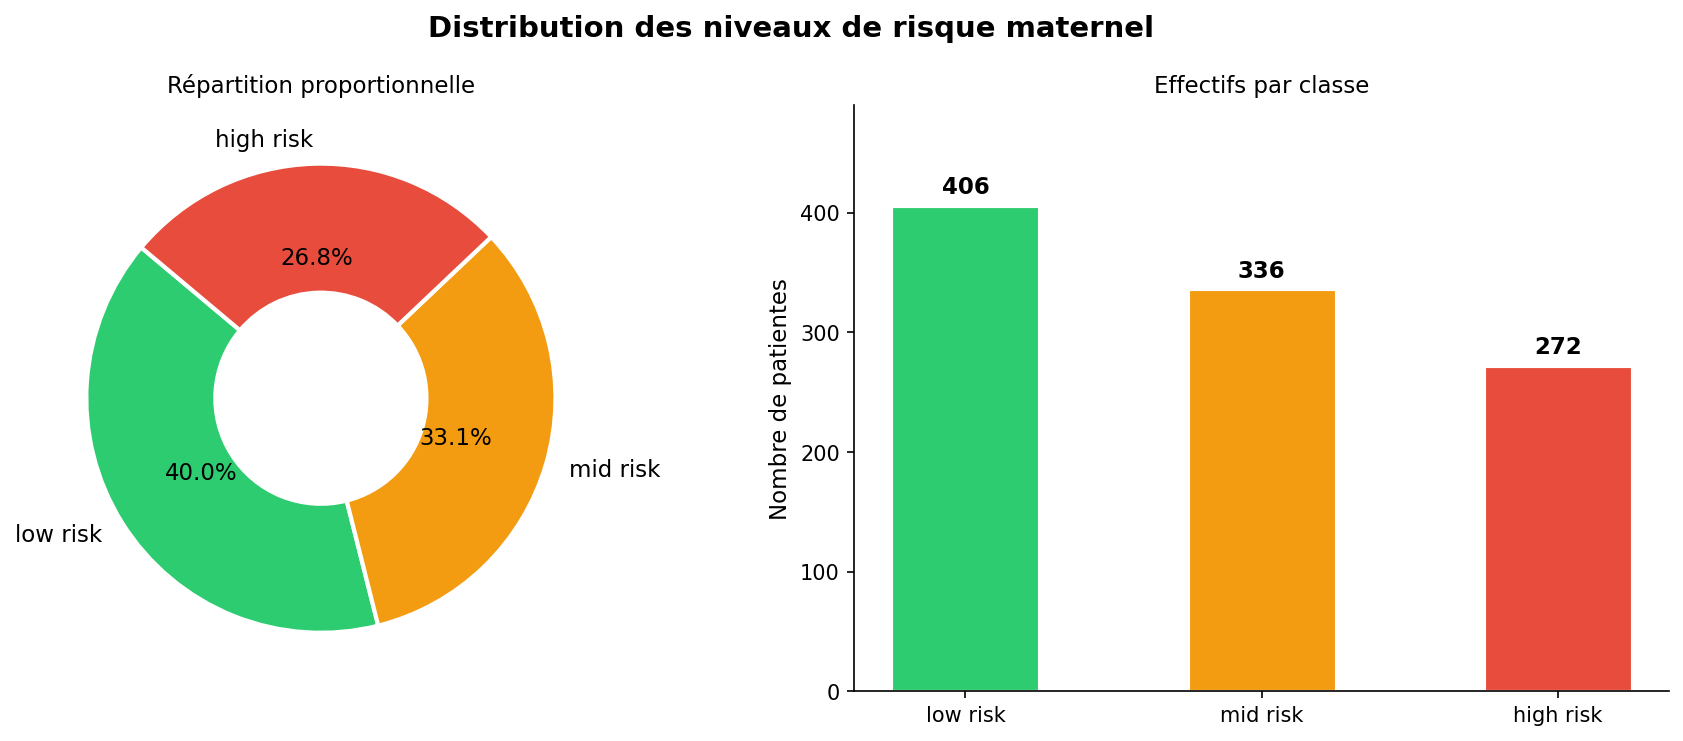 Distribution des niveaux de risque maternel
Répartition proportionnelle
high risk
26.8%
33.1%
mid risk
40.0%
low risk
Effectifs par classe
Nombre de patientes
400
300
200
100
0
406
336
272
low risk
mid risk
high risk